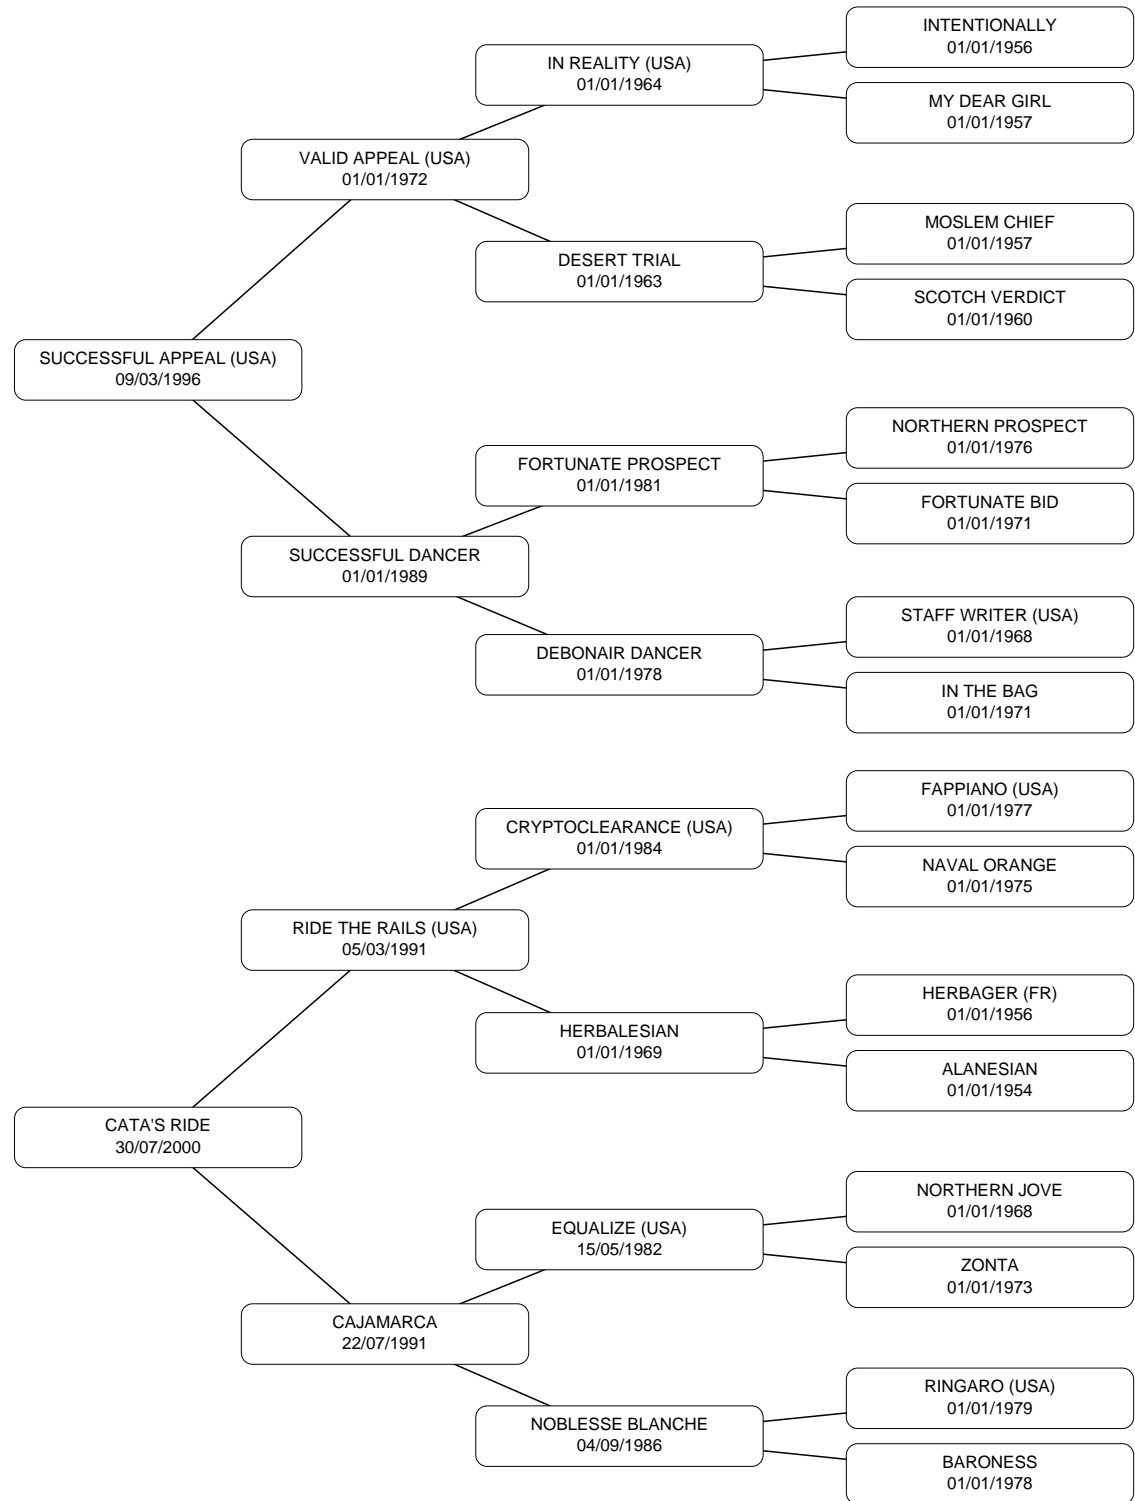 INTENTIONALLY
01/01/1956
IN REALITY (USA)
01/01/1964
MY DEAR GIRL
01/01/1957
VALID APPEAL (USA)
01/01/1972
MOSLEM CHIEF
01/01/1957
DESERT TRIAL
01/01/1963
SCOTCH VERDICT
01/01/1960
SUCCESSFUL APPEAL (USA)
09/03/1996
NORTHERN PROSPECT
01/01/1976
FORTUNATE PROSPECT
01/01/1981
FORTUNATE BID
01/01/1971
SUCCESSFUL DANCER
01/01/1989
STAFF WRITER (USA)
01/01/1968
DEBONAIR DANCER
01/01/1978
IN THE BAG
01/01/1971
FAPPIANO (USA)
01/01/1977
CRYPTOCLEARANCE (USA)
01/01/1984
NAVAL ORANGE
01/01/1975
RIDE THE RAILS (USA)
05/03/1991
HERBAGER (FR)
01/01/1956
HERBALESIAN
01/01/1969
ALANESIAN
01/01/1954
CATA'S RIDE
30/07/2000
NORTHERN JOVE
01/01/1968
EQUALIZE (USA)
15/05/1982
ZONTA
01/01/1973
CAJAMARCA
22/07/1991
RINGARO (USA)
01/01/1979
NOBLESSE BLANCHE
04/09/1986
BARONESS
01/01/1978